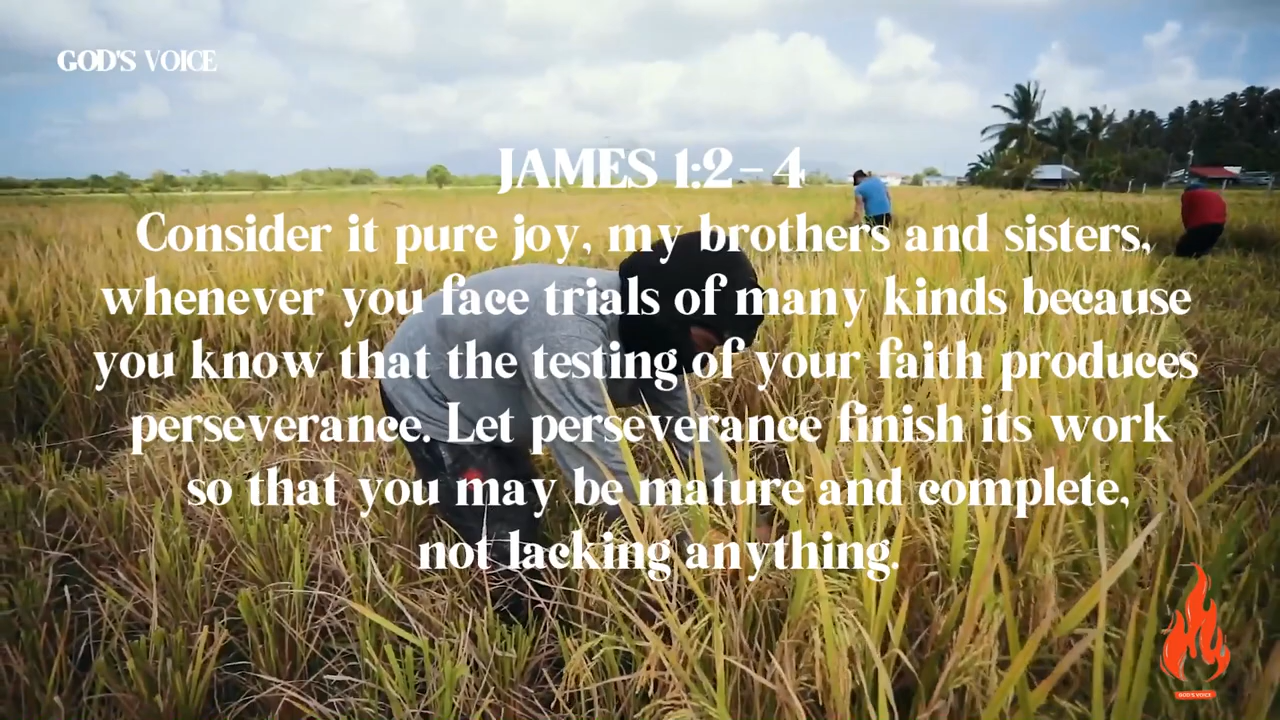 GOD'S VOICE
JAMES 1:2-4
Consider it pure joy, my brothers and sisters,
whenever you face trials of many kinds because
you know that the testing of your faith produces
perseverance. Let perseverance finish its work
so that you may be mature and complete,
not lacking anything.
GOD'S VOICE